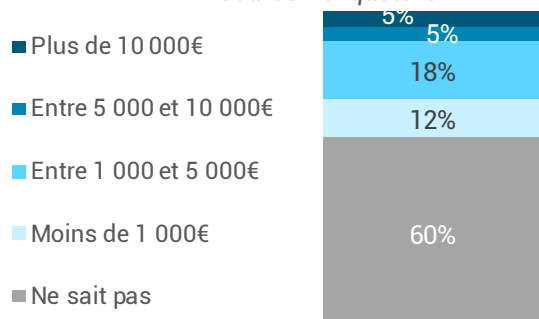 5%
Plus de 10 000€
5%
18%
Entre 5 000 et 10 000€
12%
Entre 1 000 et 5 000€
Moins de 1 000€
60%
Ne sait pas